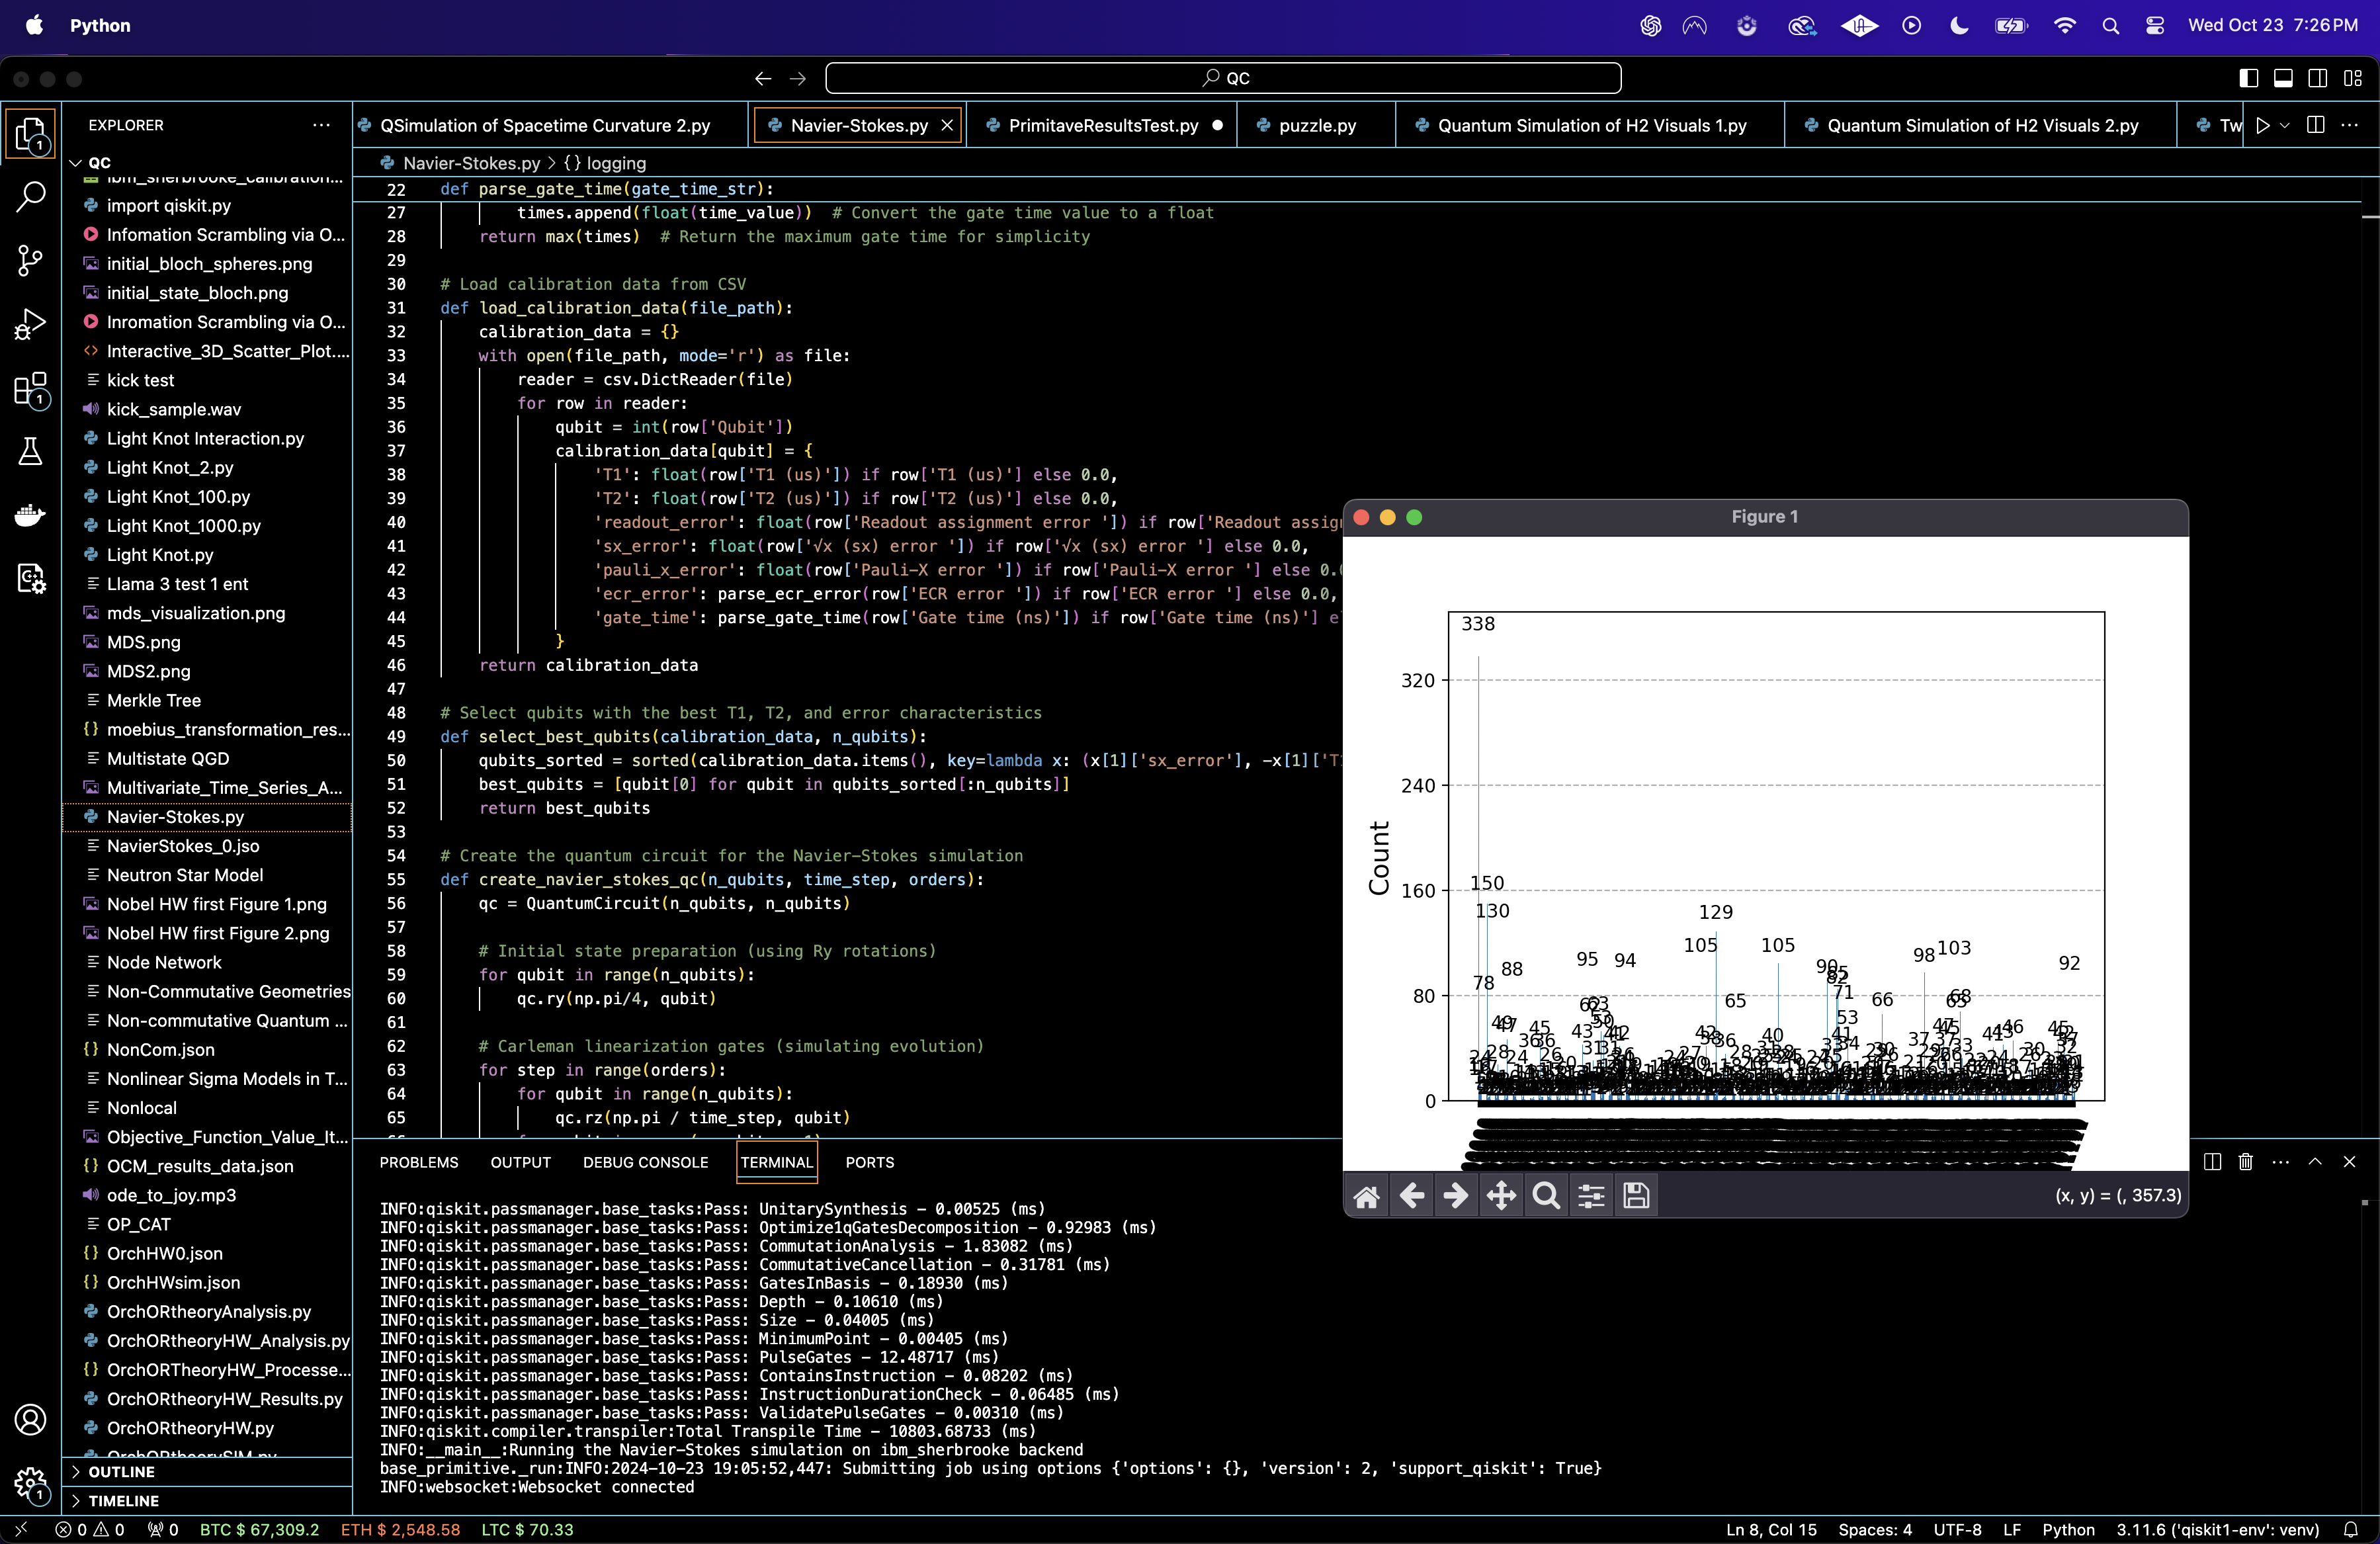 Python
Wed Oct 23 7:26 PM
QC
EXPLORER
QSimulation of Spacetime Curvature 2.py
Navier-Stokes.py
PrimitaveResultsTest.py
puzzle.py
Quantum Simulation of H2 Visuals 1.py
Quantum Simulation of H2 Visuals 2.py
Tw
QC
Navier-Stokes.py > {} logging
ibm_sherbrooke_calibration...
import qiskit.py
Infomation Scrambling via O...
initial_bloch_spheres.png
initial_state_bloch.png
Inromation Scrambling via O...
Interactive_3D_Scatter_Plot....
kick test
kick_sample.wav
Light Knot Interaction.py
Light Knot_2.py
Light Knot_100.py
Light Knot_1000.py
Light Knot.py
Llama 3 test 1 ent
mds_visualization.png
MDS.png
MDS2.png
Merkle Tree
moebius_transformation_res...
Multistate QGD
Multivariate_Time_Series_A...
Navier-Stokes.py
NavierStokes_0.jso
Neutron Star Model
Nobel HW first Figure 1.png
Nobel HW first Figure 2.png
Node Network
Non-Commutative Geometries
Non-commutative Quantum ...
NonCom.json
Nonlinear Sigma Models in T...
Nonlocal
Objective_Function_Value_It...
OCM_results_data.json
ode_to_joy.mp3
OP_CAT
OrchHW0.json
OrchHWsim.json
OrchORtheoryAnalysis.py
OrchORtheoryHW_Analysis.py
OrchORTheoryHW_Processe...
OrchORtheoryHW_Results.py
OrchORtheoryHW.py
OrchORtheorySIM.py
OUTLINE
TIMELINE
22 def parse_gate_time(gate_time_str):
27 times.append(float(time_value)) # Convert the gate time value to a float
28 return max(times) # Return the maximum gate time for simplicity
29
30 # Load calibration data from CSV
31 def load_calibration_data(file_path):
32 calibration_data = {}
33 with open(file_path, mode='r') as file:
34 reader = csv.DictReader(file)
35 for row in reader:
36 qubit = int(row['Qubit'])
37 calibration_data[qubit] = {
38 'T1': float(row['T1 (us)']) if row['T1 (us)'] else 0.0,
39 'T2': float(row['T2 (us)']) if row['T2 (us)'] else 0.0,
40 'readout_error': float(row['Readout assignment error ']) if row['Readout assig
41 'sx_error': float(row['√x (sx) error ']) if row['√x (sx) error '] else 0.0,
42 'pauli_x_error': float(row['Pauli-X error ']) if row['Pauli-X error '] else 0.
43 'ecr_error': parse_ecr_error(row['ECR error ']) if row['ECR error '] else 0.0,
44 'gate_time': parse_gate_time(row['Gate time (ns)']) if row['Gate time (ns)'] e
45 }
46 return calibration_data
47
48 # Select qubits with the best T1, T2, and error characteristics
49 def select_best_qubits(calibration_data, n_qubits):
50 qubits_sorted = sorted(calibration_data.items(), key=lambda x: (x[1]['sx_error'], -x[1]['T
51 best_qubits = [qubit[0] for qubit in qubits_sorted[:n_qubits]]
52 return best_qubits
53
54 # Create the quantum circuit for the Navier-Stokes simulation
55 def create_navier_stokes_qc(n_qubits, time_step, orders):
56 qc = QuantumCircuit(n_qubits, n_qubits)
57
58 # Initial state preparation (using Ry rotations)
59 for qubit in range(n_qubits):
60 qc.ry(np.pi/4, qubit)
61
62 # Carleman linearization gates (simulating evolution)
63 for step in range(orders):
64 for qubit in range(n_qubits):
65 qc.rz(np.pi / time_step, qubit)
Figure 1
Count
320
240
160
80
0
338
150
130
78
88
95
94
129
105
105
65
90
71
53
66
98
103
92
(x, y) = (, 357.3)
PROBLEMS
OUTPUT
DEBUG CONSOLE
TERMINAL
PORTS
INFO:qiskit.passmanager.base_tasks:Pass: UnitarySynthesis - 0.00525 (ms)
INFO:qiskit.passmanager.base_tasks:Pass: Optimize1qGatesDecomposition - 0.92983 (ms)
INFO:qiskit.passmanager.base_tasks:Pass: CommutationAnalysis - 1.83082 (ms)
INFO:qiskit.passmanager.base_tasks:Pass: CommutativeCancellation - 0.31781 (ms)
INFO:qiskit.passmanager.base_tasks:Pass: GatesInBasis - 0.18930 (ms)
INFO:qiskit.passmanager.base_tasks:Pass: Depth - 0.10610 (ms)
INFO:qiskit.passmanager.base_tasks:Pass: Size - 0.04005 (ms)
INFO:qiskit.passmanager.base_tasks:Pass: MinimumPoint - 0.00405 (ms)
INFO:qiskit.passmanager.base_tasks:Pass: PulseGates - 12.48717 (ms)
INFO:qiskit.passmanager.base_tasks:Pass: ContainsInstruction - 0.08202 (ms)
INFO:qiskit.passmanager.base_tasks:Pass: InstructionDurationCheck - 0.06485 (ms)
INFO:qiskit.passmanager.base_tasks:Pass: ValidatePulseGates - 0.00310 (ms)
INFO:qiskit.compiler.transpiler:Total Transpile Time - 10803.68733 (ms)
INFO:__main__:Running the Navier-Stokes simulation on ibm_sherbrooke backend
base_primitive._run:INFO:2024-10-23 19:05:52,447: Submitting job using options {'options': {}, 'version': 2, 'support_qiskit': True}
INFO:websocket:Websocket connected
0 0
0
BTC $ 67,309.2
ETH $ 2,548.58
LTC $ 70.33
Ln 8, Col 15
Spaces: 4
UTF-8
LF
Python
3.11.6 ('qiskit1-env': venv)